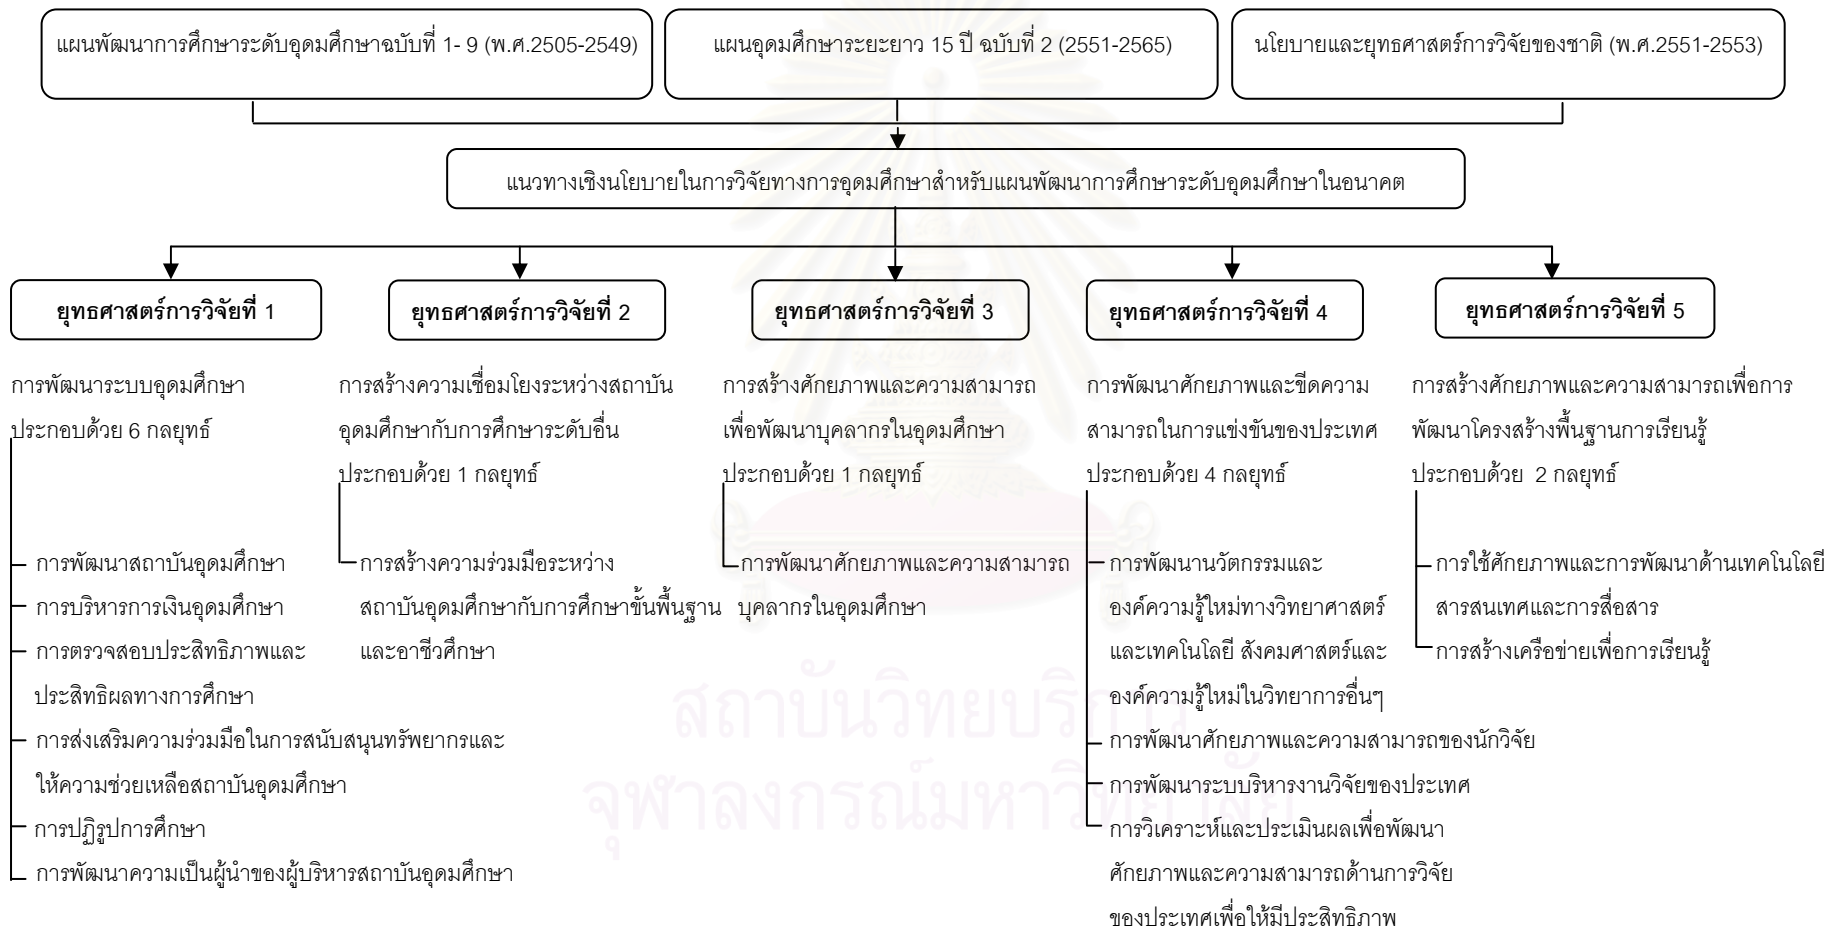 แผนพัฒนาการศึกษาระดับอุดมศึกษาฉบับที่ 1- 9 (พ.ศ.2505-2549)
แผนอุดมศึกษาระยะยาว 15 ปี ฉบับที่ 2 (2551-2565)
นโยบายและยุทธศาสตร์การวิจัยของชาติ (พ.ศ.2551-2553)
แนวทางเชิงนโยบายในการวิจัยทางการอุดมศึกษาสำหรับแผนพัฒนาการศึกษาระดับอุดมศึกษาในอนาคต
ยุทธศาสตร์การวิจัยที่ 1
การพัฒนาระบบอุดมศึกษา
ประกอบด้วย 6 กลยุทธ์
การพัฒนาสถาบันอุดมศึกษา
การบริหารการเงินอุดมศึกษา
การตรวจสอบประสิทธิภาพและ
ประสิทธิผลทางการศึกษา
การส่งเสริมความร่วมมือในการสนับสนุนทรัพยากรและ
ให้ความช่วยเหลือสถาบันอุดมศึกษา
การปฏิรูปการศึกษา
การพัฒนาความเป็นผู้นำของผู้บริหารสถาบันอุดมศึกษา
ยุทธศาสตร์การวิจัยที่ 2
การสร้างความเชื่อมโยงระหว่างสถาบัน
อุดมศึกษากับการศึกษาระดับอื่น
ประกอบด้วย 1 กลยุทธ์
การสร้างความร่วมมือระหว่าง
สถาบันอุดมศึกษากับการศึกษาขั้นพื้นฐาน
และอาชีวศึกษา
ยุทธศาสตร์การวิจัยที่ 3
การสร้างศักยภาพและความสามารถ
เพื่อพัฒนาบุคลากรในอุดมศึกษา
ประกอบด้วย 1 กลยุทธ์
การพัฒนาศักยภาพและความสามารถ
บุคลากรในอุดมศึกษา
ยุทธศาสตร์การวิจัยที่ 4
การพัฒนาศักยภาพและขีดความ
สามารถในการแข่งขันของประเทศ
ประกอบด้วย 4 กลยุทธ์
การพัฒนานวัตกรรมและ
องค์ความรู้ใหม่ทางวิทยาศาสตร์
และเทคโนโลยี สังคมศาสตร์และ
องค์ความรู้ใหม่ในวิทยาการอื่นๆ
การพัฒนาศักยภาพและความสามารถของนักวิจัย
การพัฒนาระบบบริหารงานวิจัยของประเทศ
การวิเคราะห์และประเมินผลเพื่อพัฒนา
ศักยภาพและความสามารถด้านการวิจัย
ของประเทศเพื่อให้มีประสิทธิภาพ
ยุทธศาสตร์การวิจัยที่ 5
การสร้างศักยภาพและความสามารถเพื่อการ
พัฒนาโครงสร้างพื้นฐานการเรียนรู้
ประกอบด้วย 2 กลยุทธ์
การใช้ศักยภาพและการพัฒนาด้านเทคโนโลยี
สารสนเทศและการสื่อสาร
การสร้างเครือข่ายเพื่อการเรียนรู้
สถาบันวิทยบริการ
จุฬาลงกรณ์มหาวิทยาลัย